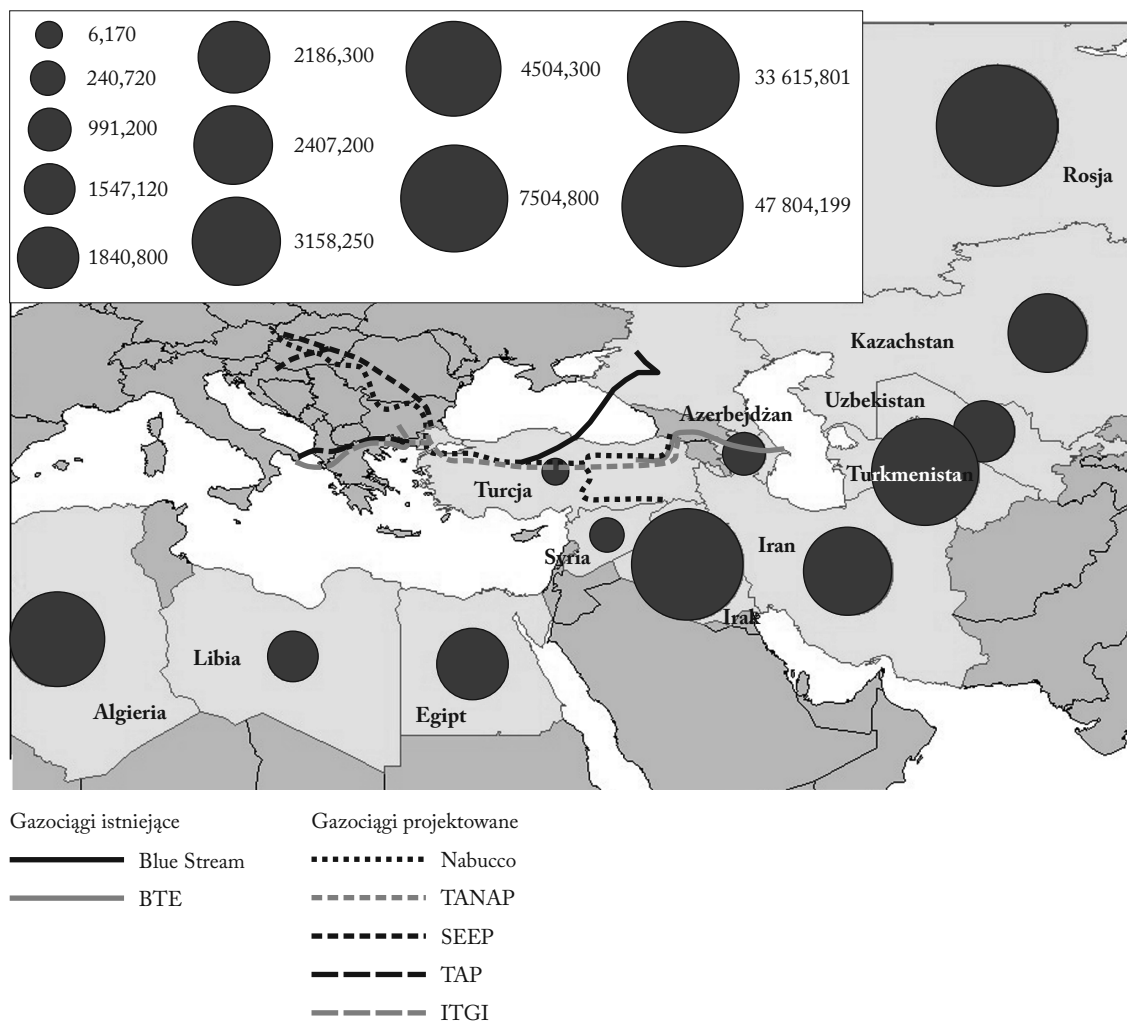 6,170
240,720
991,200
1547,120
1840,800
2186,300
2407,200
3158,250
4504,300
7504,800
33 615,801
47 804,199
Rosja
Kazachstan
Uzbekistan
Azerbejdżan
Turkmenistan
Turcja
Iran
Syria
Irak
Libia
Algieria
Egipt
Gazociągi istniejące
Blue Stream
BTE
Gazociągi projektowane
Nabucco
TANAP
SEEP
TAP
ITGI